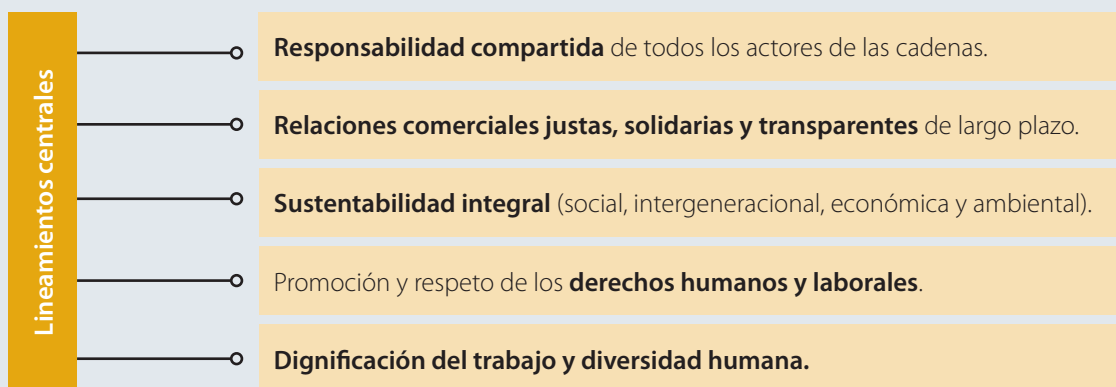 Lineamientos centrales
Responsabilidad compartida de todos los actores de las cadenas.
Relaciones comerciales justas, solidarias y transparentes de largo plazo.
Sustentabilidad integral (social, intergeneracional, económica y ambiental).
Promoción y respeto de los derechos humanos y laborales.
Dignificación del trabajo y diversidad humana.